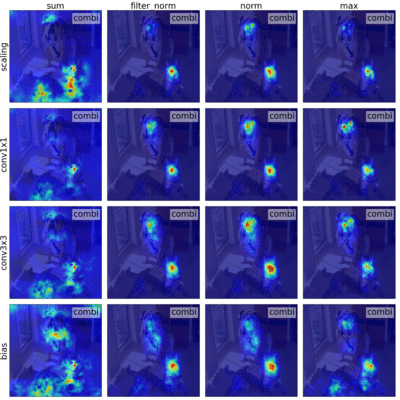 sum filter_norm norm max
scaling combi combi combi combi
conv1x1 combi combi combi combi
conv3x3 combi combi combi combi
bias combi combi combi combi